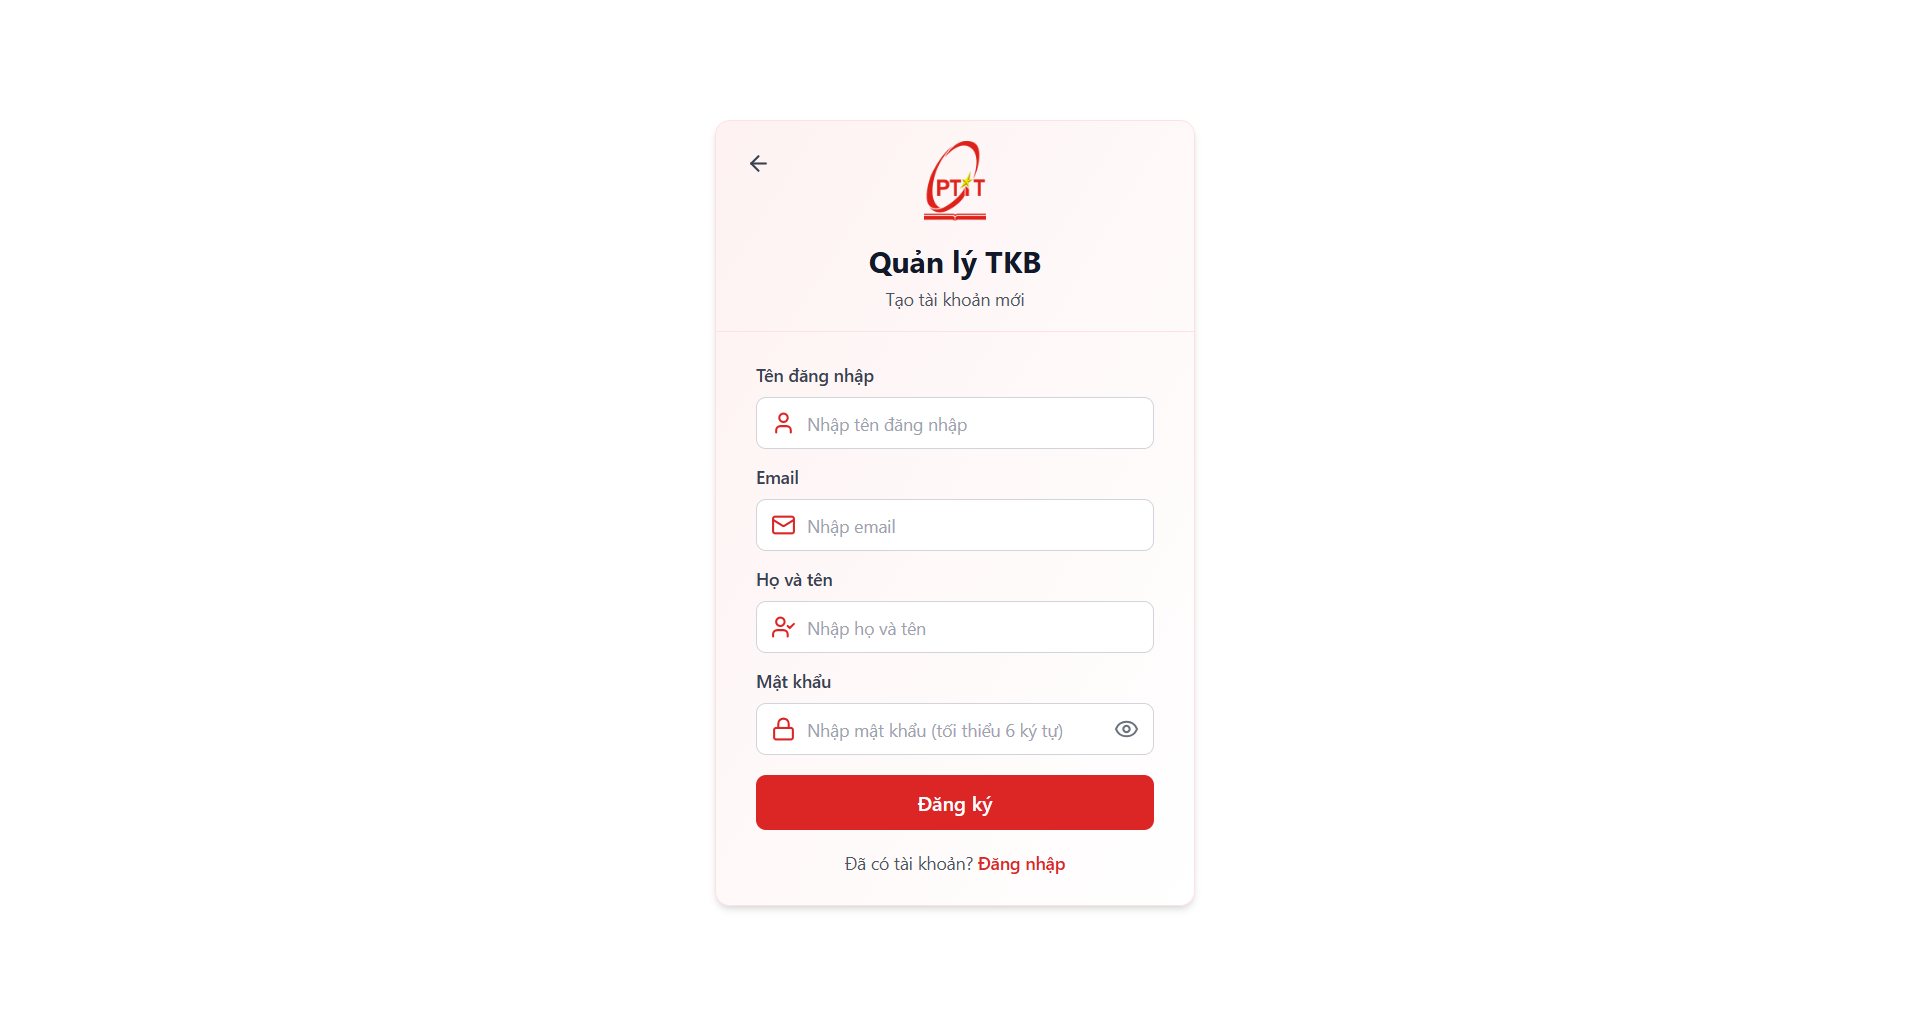 PTIT
Quản lý TKB
Tạo tài khoản mới
Tên đăng nhập
Nhập tên đăng nhập
Email
Nhập email
Họ và tên
Nhập họ và tên
Mật khẩu
Nhập mật khẩu (tối thiểu 6 ký tự)
Đăng ký
Đã có tài khoản? Đăng nhập